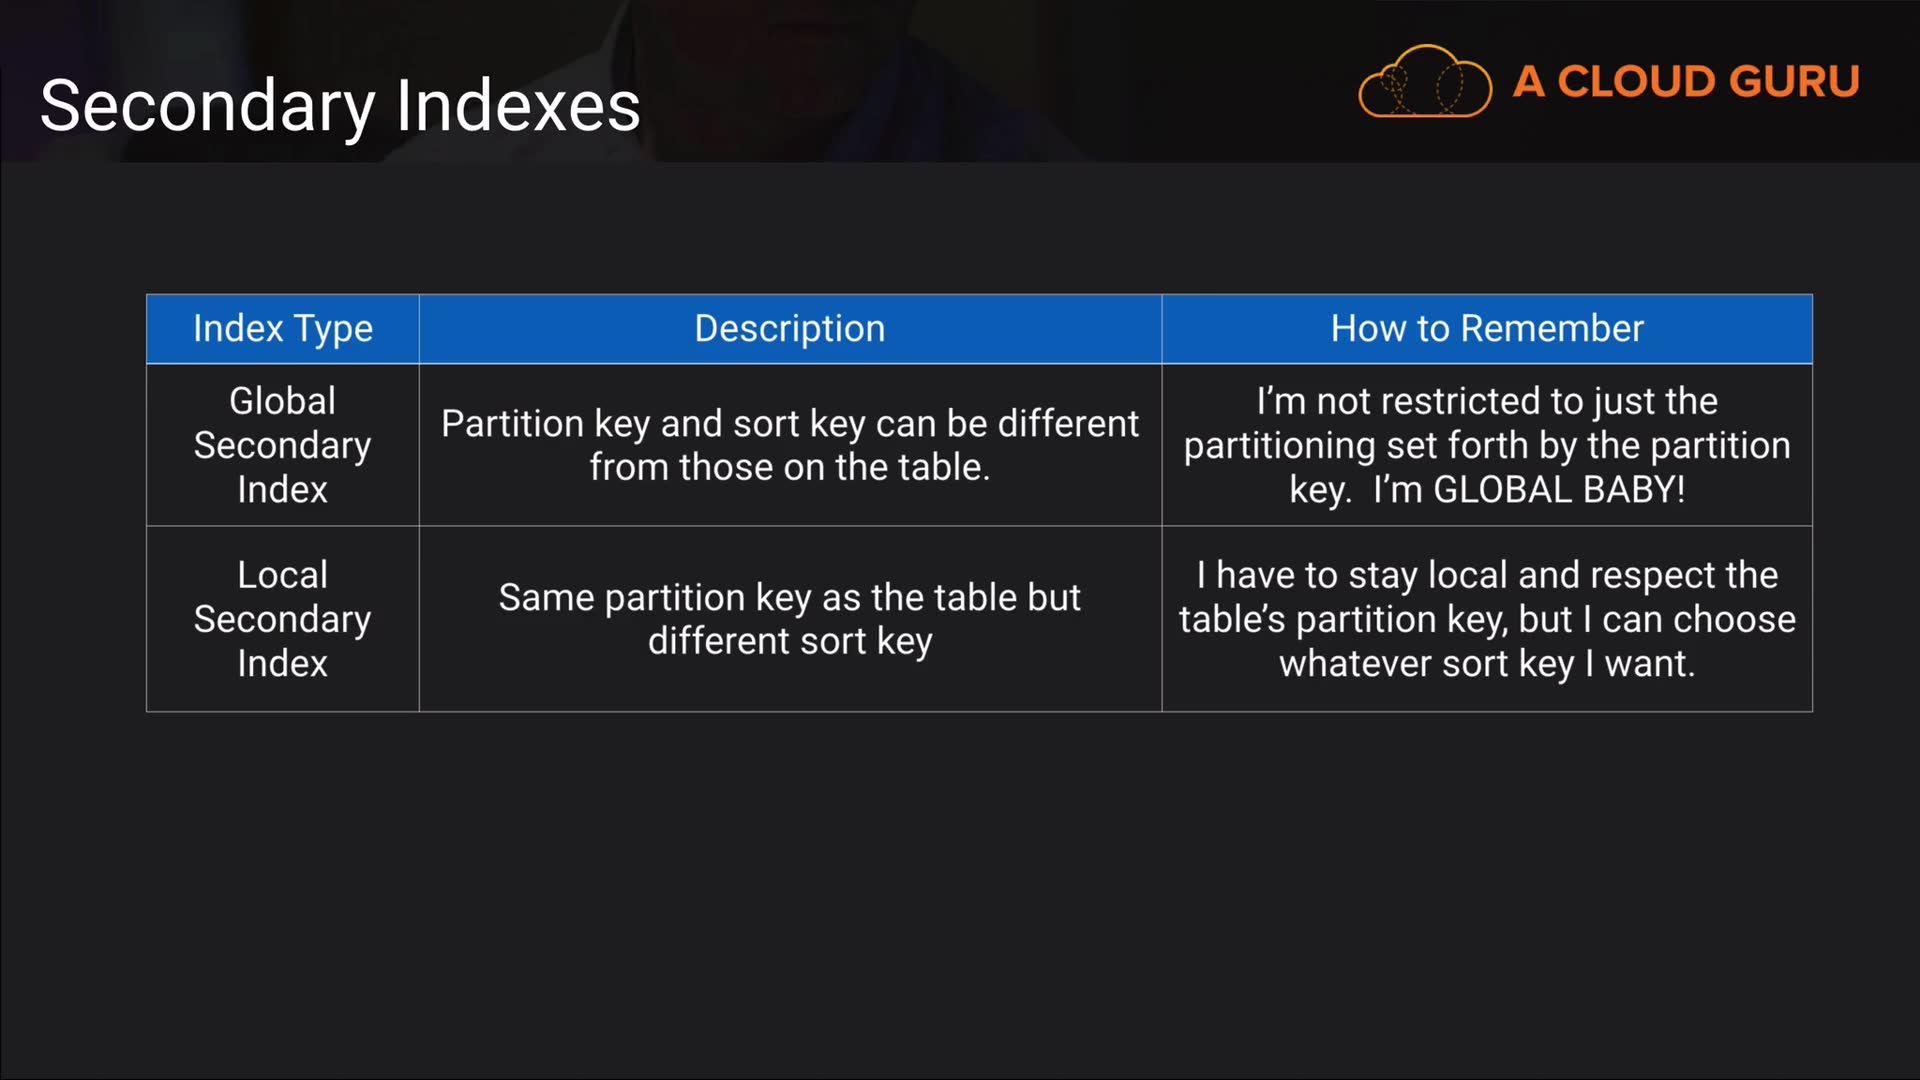 Secondary Indexes
A CLOUD GURU
Index Type
Description
How to Remember
Global
Secondary
Index
Partition key and sort key can be different
from those on the table.
I’m not restricted to just the
partitioning set forth by the partition
key.  I’m GLOBAL BABY!
Local
Secondary
Index
Same partition key as the table but
different sort key
I have to stay local and respect the
table’s partition key, but I can choose
whatever sort key I want.